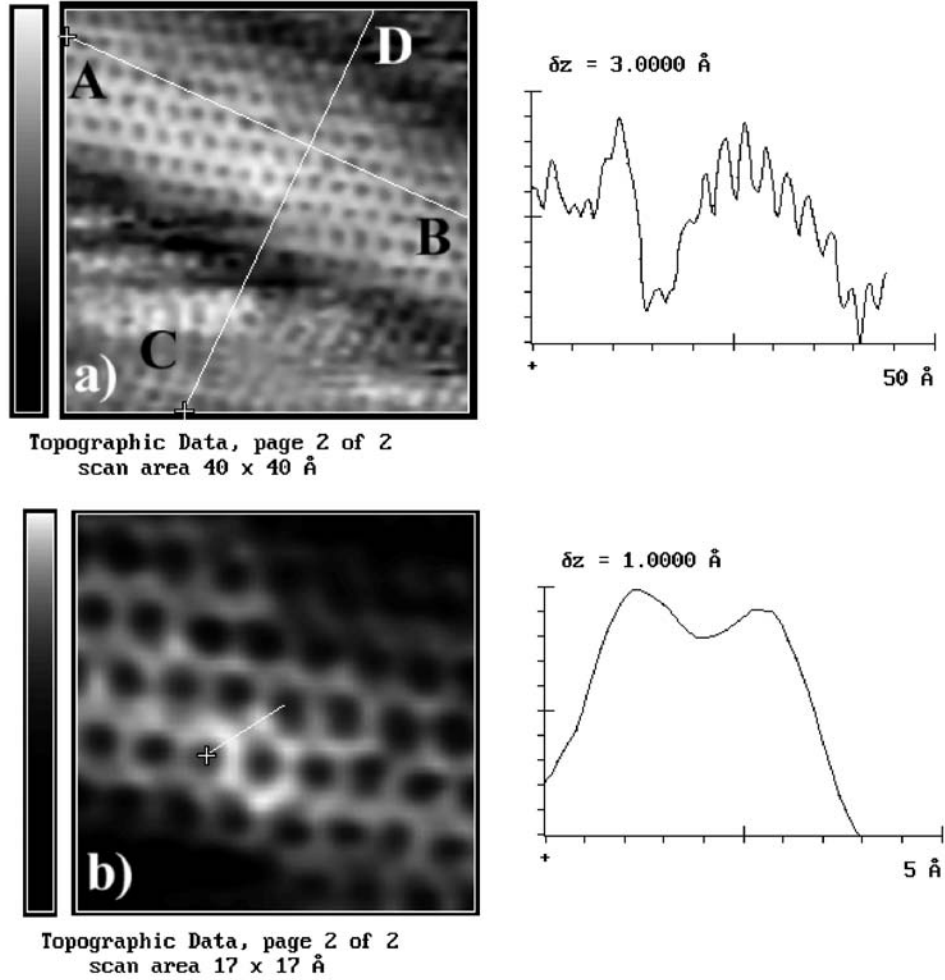 A
B
C
D
a)
δz = 3.0000 Å
50 Å
Topographic Data, page 2 of 2
scan area 40 x 40 Å
b)
δz = 1.0000 Å
5 Å
Topographic Data, page 2 of 2
scan area 17 x 17 Å